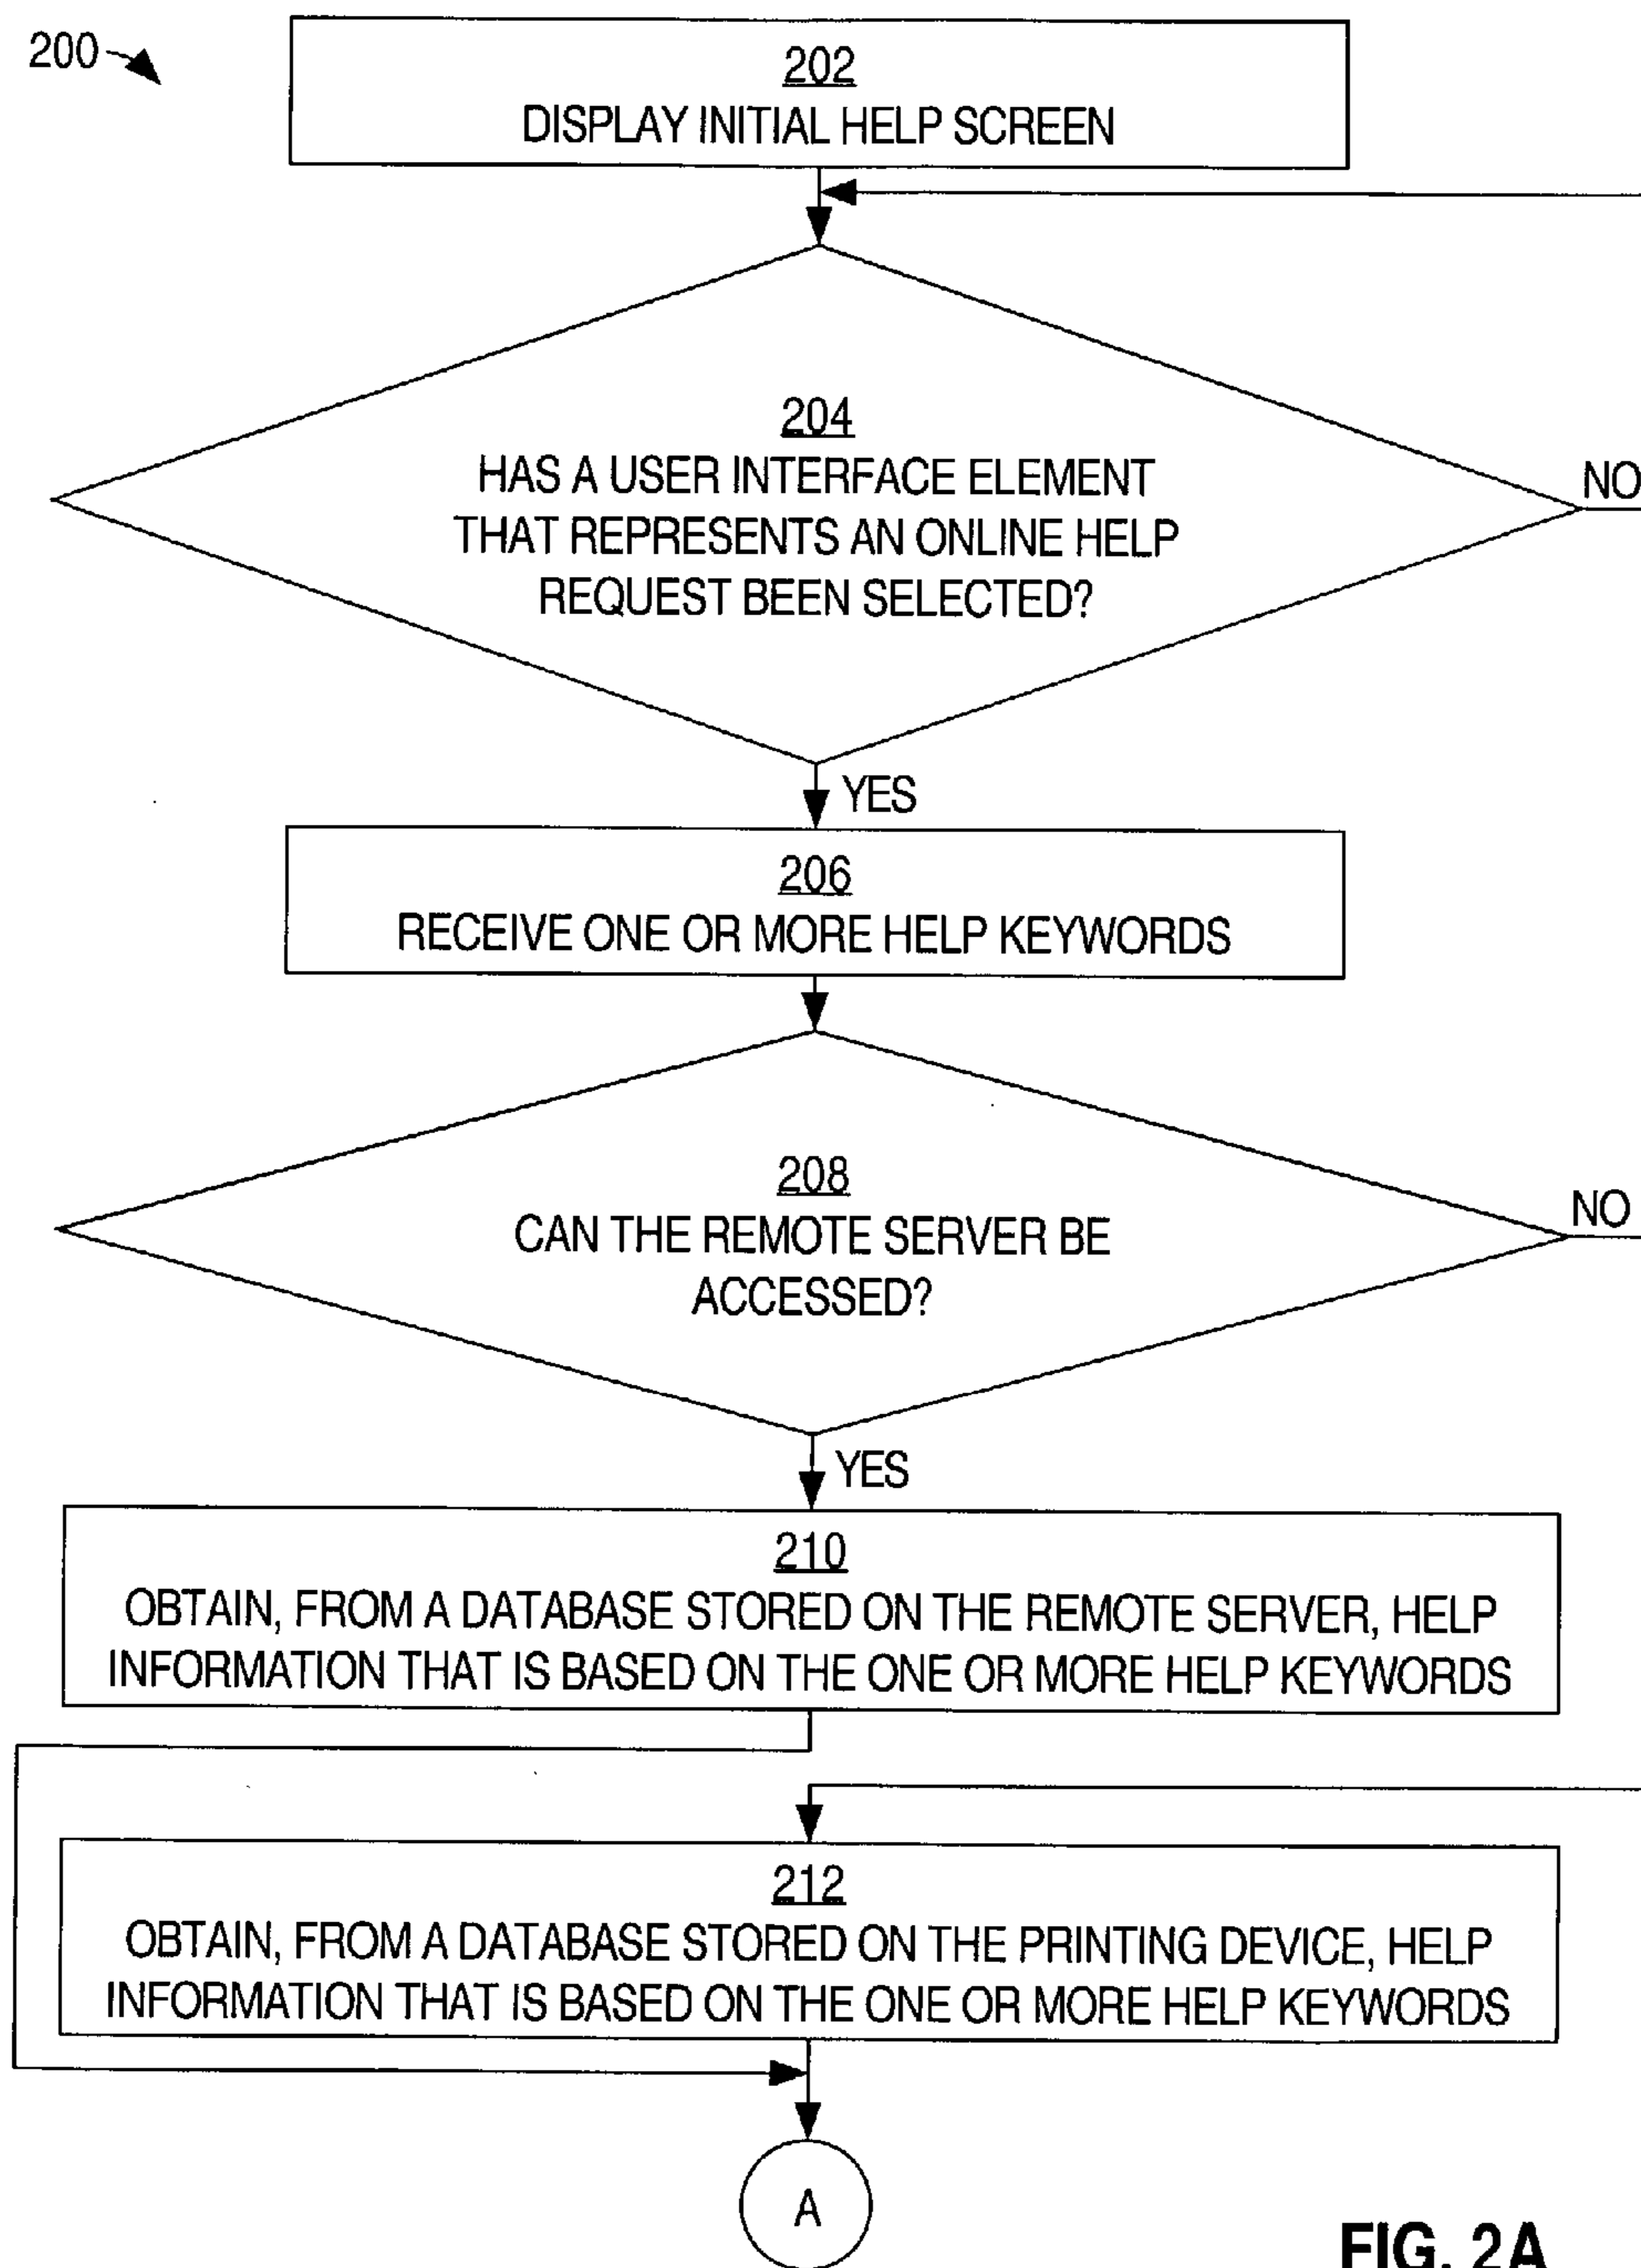 200
202
DISPLAY INITIAL HELP SCREEN
204
HAS A USER INTERFACE ELEMENT
THAT REPRESENTS AN ONLINE HELP
REQUEST BEEN SELECTED?
NO
YES
206
RECEIVE ONE OR MORE HELP KEYWORDS
208
CAN THE REMOTE SERVER BE
ACCESSED?
NO
YES
210
OBTAIN, FROM A DATABASE STORED ON THE REMOTE SERVER, HELP
INFORMATION THAT IS BASED ON THE ONE OR MORE HELP KEYWORDS
212
OBTAIN, FROM A DATABASE STORED ON THE PRINTING DEVICE, HELP
INFORMATION THAT IS BASED ON THE ONE OR MORE HELP KEYWORDS
A
FIG. 2A